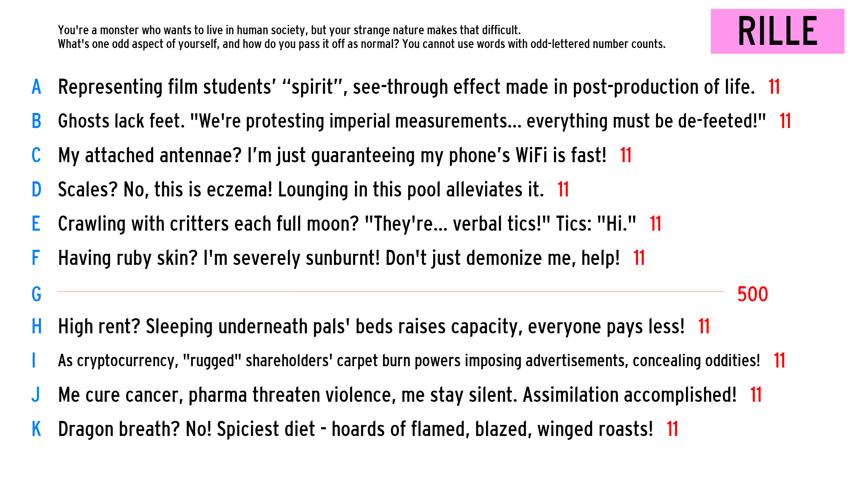 You're a monster who wants to live in human society, but your strange nature makes that difficult.
What's one odd aspect of yourself, and how do you pass it off as normal? You cannot use words with odd-lettered number counts.
RILLE
A Representing film students’ “spirit”, see-through effect made in post-production of life. 11
B Ghosts lack feet. "We're protesting imperial measurements... everything must be de-feeted!" 11
C My attached antennae? I’m just guaranteeing my phone’s WiFi is fast! 11
D Scales? No, this is eczema! Lounging in this pool alleviates it. 11
E Crawling with critters each full moon? "They're... verbal tics!" Tics: "Hi." 11
F Having ruby skin? I'm severely sunburnt! Don't just demonize me, help! 11
G 500
H High rent? Sleeping underneath pals' beds raises capacity, everyone pays less! 11
I As cryptocurrency, "rugged" shareholders' carpet burn powers imposing advertisements, concealing oddities! 11
J Me cure cancer, pharma threaten violence, me stay silent. Assimilation accomplished! 11
K Dragon breath? No! Spiciest diet - hoards of flamed, blazed, winged roasts! 11